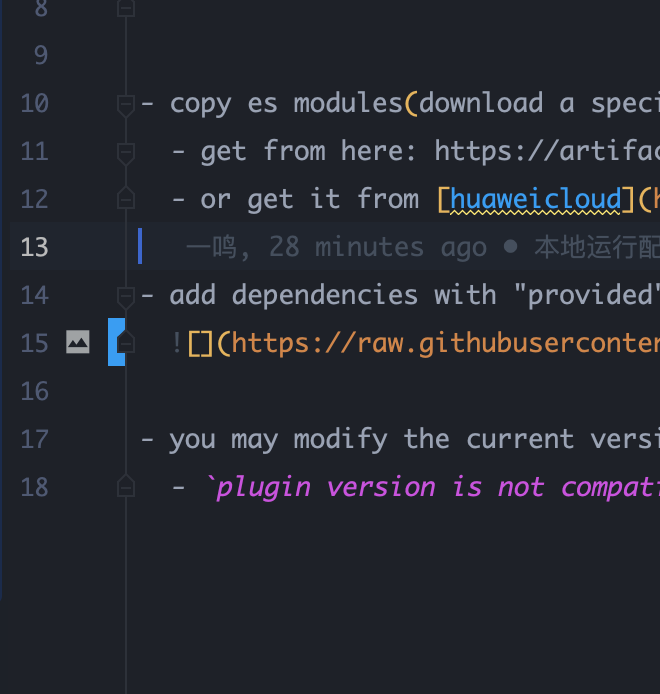 8
9
10 - copy es modules(download a speci
11 - get from here: https://artifac
12 - or get it from [huaweicloud](h
13 一鸣, 28 minutes ago • 本地运行配
14 - add dependencies with "provided"
15 ![](https://raw.githubuserconten
16
17 - you may modify the current versi
18 - `plugin version is not compati